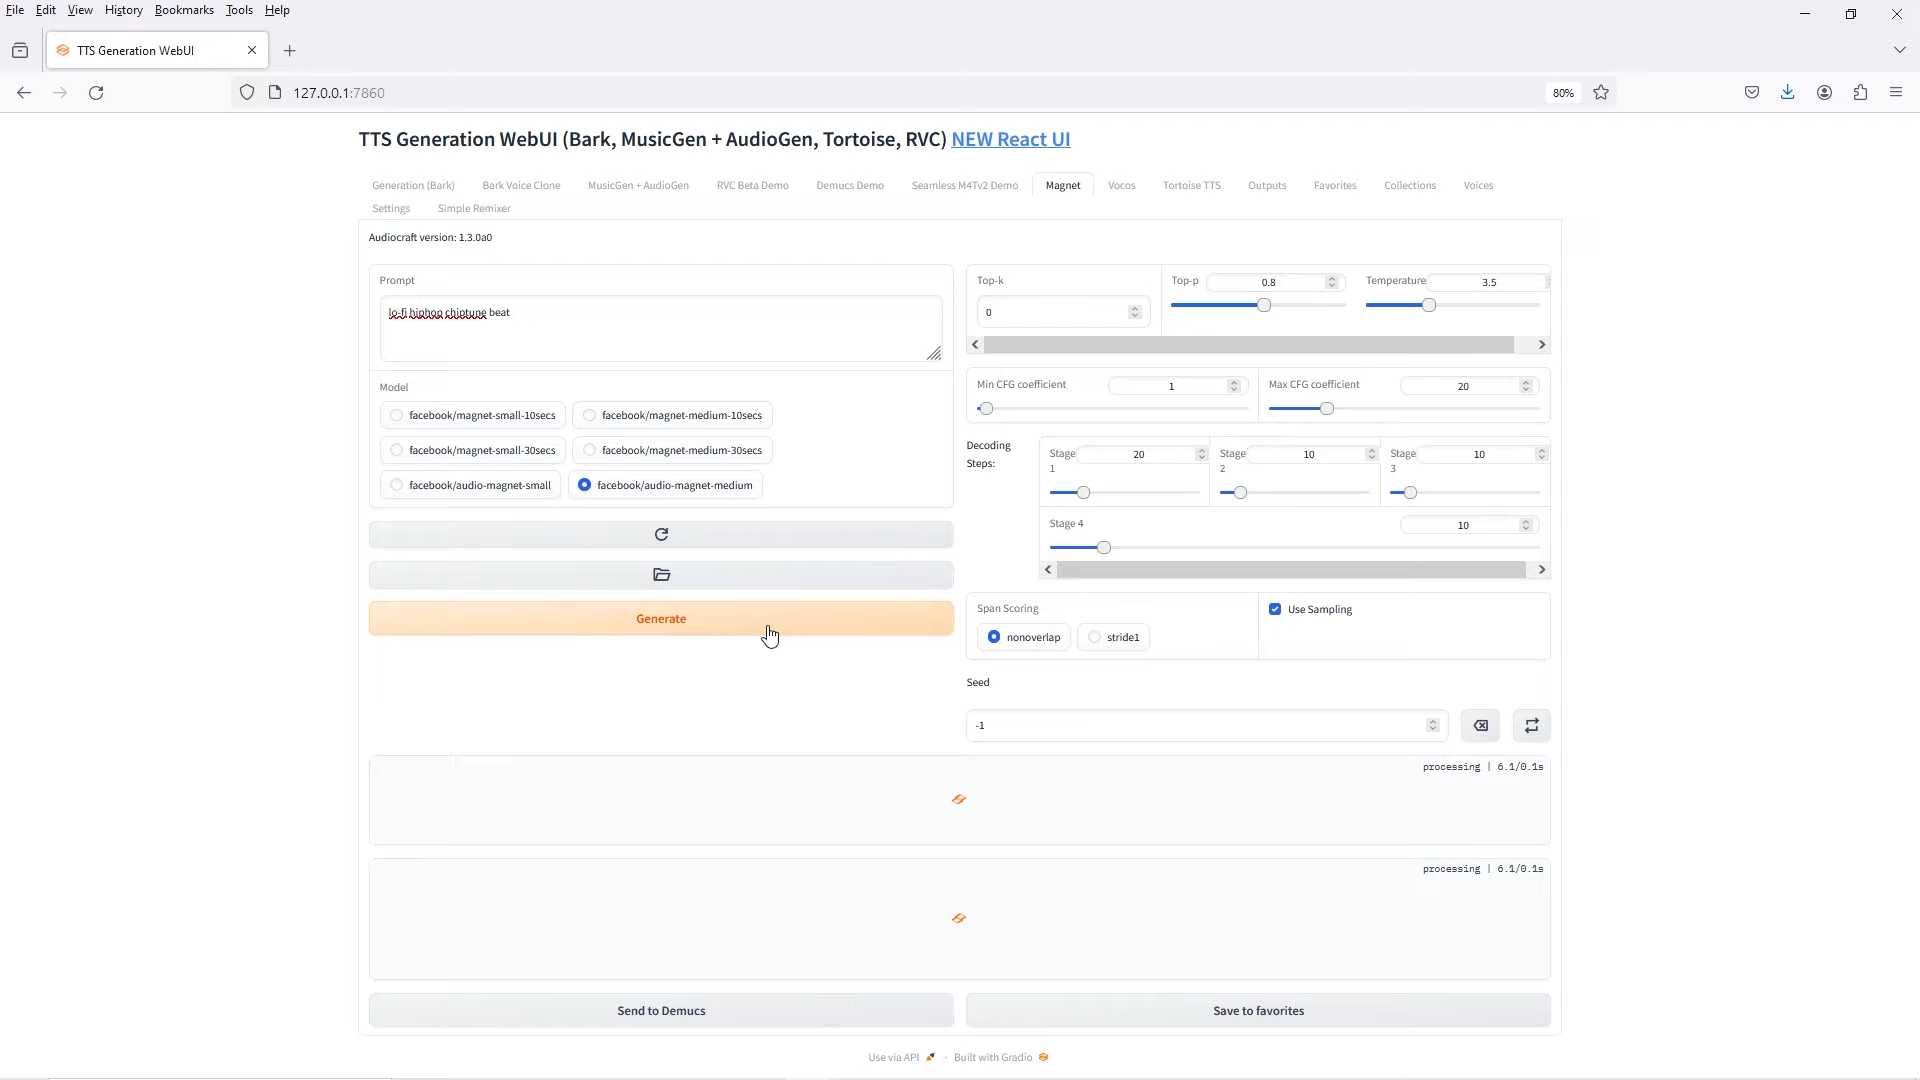 File Edit View History Bookmarks Tools Help
TTS Generation WebUI
127.0.0.1:7860
80%
TTS Generation WebUI (Bark, MusicGen + AudioGen, Tortoise, RVC) NEW React UI
Generation (Bark) Bark Voice Clone MusicGen + AudioGen RVC Beta Demo Demucs Demo Seamless M4Tv2 Demo Magnet Vocos Tortoise TTS Outputs Favorites Collections Voices
Settings Simple Remixer
Audiocraft version: 1.3.0a0
Prompt
lo-fi hiphop chiptune beat
Model
facebook/magnet-small-10secs facebook/magnet-medium-10secs
facebook/magnet-small-30secs facebook/magnet-medium-30secs
facebook/audio-magnet-small facebook/audio-magnet-medium
Generate
Top-k
0
Top-p 0.8
Temperature 3.5
Min CFG coefficient 1
Max CFG coefficient 20
Decoding
Steps:
Stage 20
1
Stage 10
2
Stage 10
3
Stage 4 10
Span Scoring
nonoverlap stride1
Use Sampling
Seed
-1
processing | 6.1/0.1s
processing | 6.1/0.1s
Send to Demucs
Save to favorites
Use via API · Built with Gradio